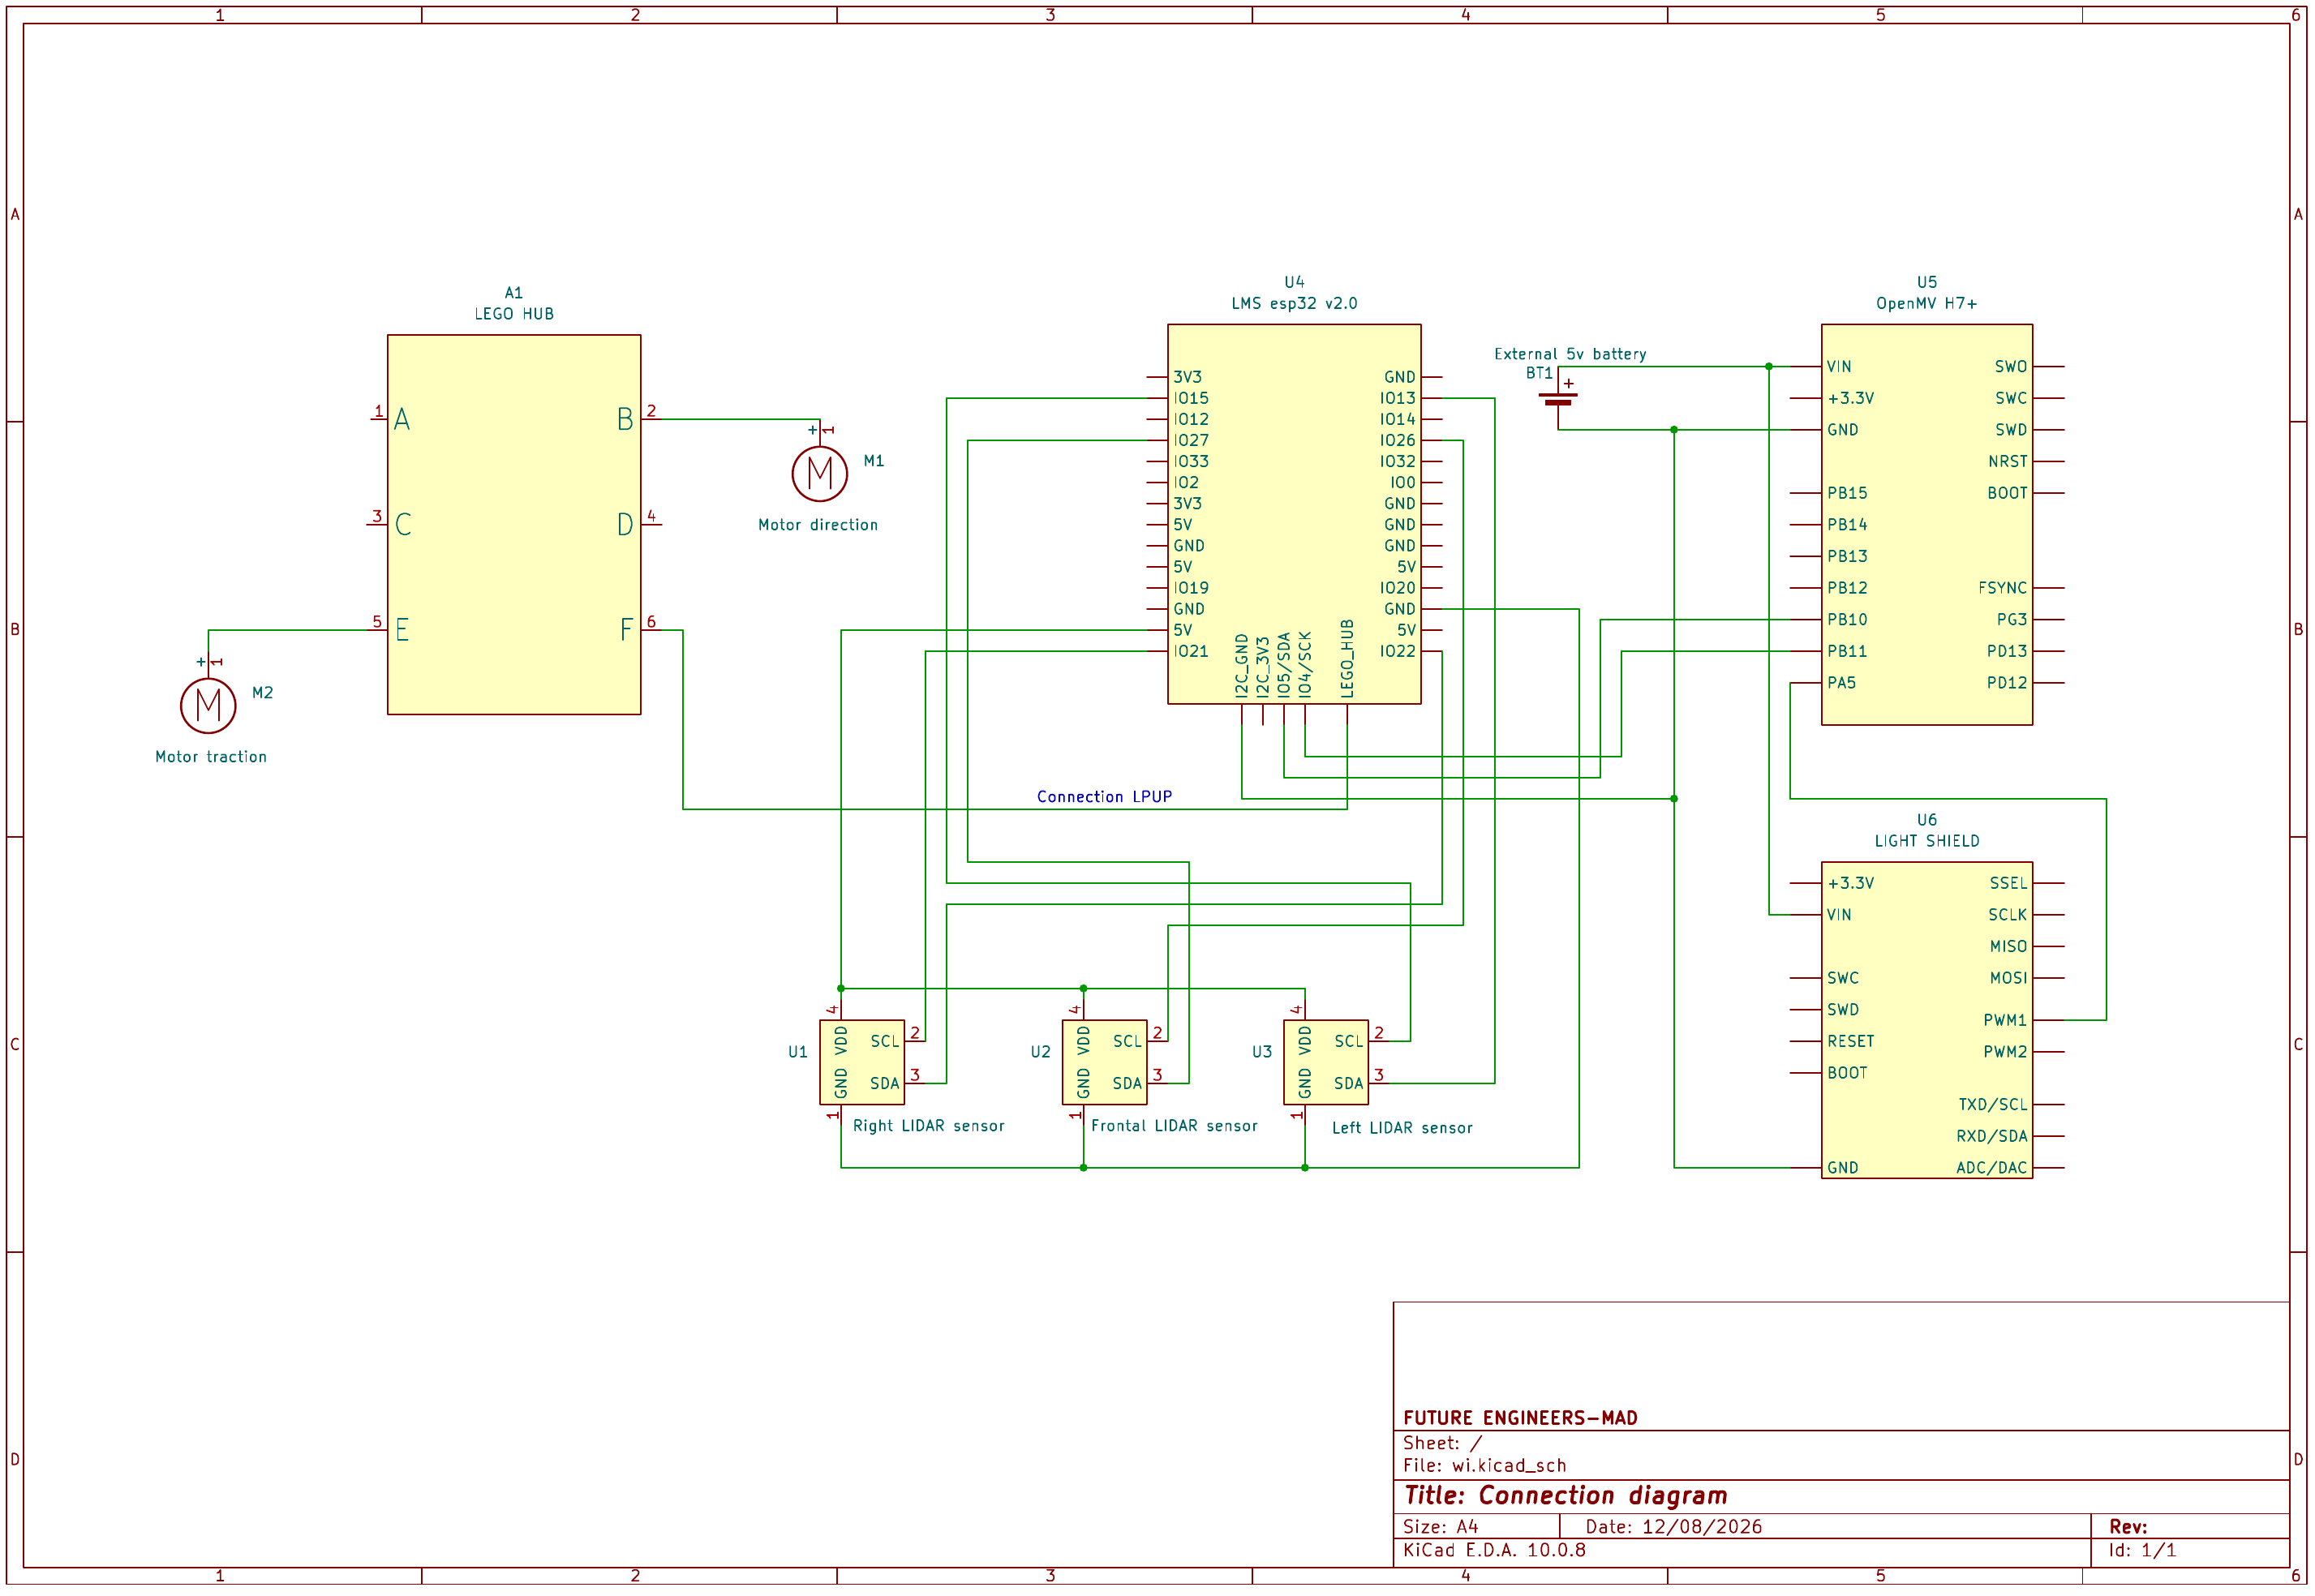 1 2 3 4 5 6
A A
B B
C C
D D
1 2 3 4 5 6
A1
LEGO HUB
1 A
B 2
3 C
D 4
5 E
F 6
+ 1
M
M1
Motor direction
+ 1
M
M2
Motor traction
U4
LMS esp32 v2.0
3V3
IO15
IO12
IO27
IO33
IO2
3V3
5V
GND
5V
IO19
GND
5V
IO21
GND
IO13
IO14
IO26
IO32
IO0
GND
GND
GND
5V
IO20
GND
5V
IO22
I2C_GND
I2C_3V3
IO5/SDA
IO4/SCK
LEGO_HUB
Connection LPUP
External 5v battery
BT1
+
U5
OpenMV H7+
VIN
+3.3V
GND
PB15
PB14
PB13
PB12
PB10
PB11
PA5
SWO
SWC
SWD
NRST
BOOT
FSYNC
PG3
PD13
PD12
U6
LIGHT SHIELD
+3.3V
VIN
SWC
SWD
RESET
BOOT
GND
SSEL
SCLK
MISO
MOSI
PWM1
PWM2
TXD/SCL
RXD/SDA
ADC/DAC
U1
4
VDD
SCL 2
SDA 3
GND
1
Right LIDAR sensor
U2
4
VDD
SCL 2
SDA 3
GND
1
Frontal LIDAR sensor
U3
4
VDD
SCL 2
SDA 3
GND
1
Left LIDAR sensor
FUTURE ENGINEERS-MAD
Sheet: /
File: wi.kicad_sch
Title: Connection diagram
Size: A4 Date: 12/08/2026 Rev:
KiCad E.D.A. 10.0.8 Id: 1/1